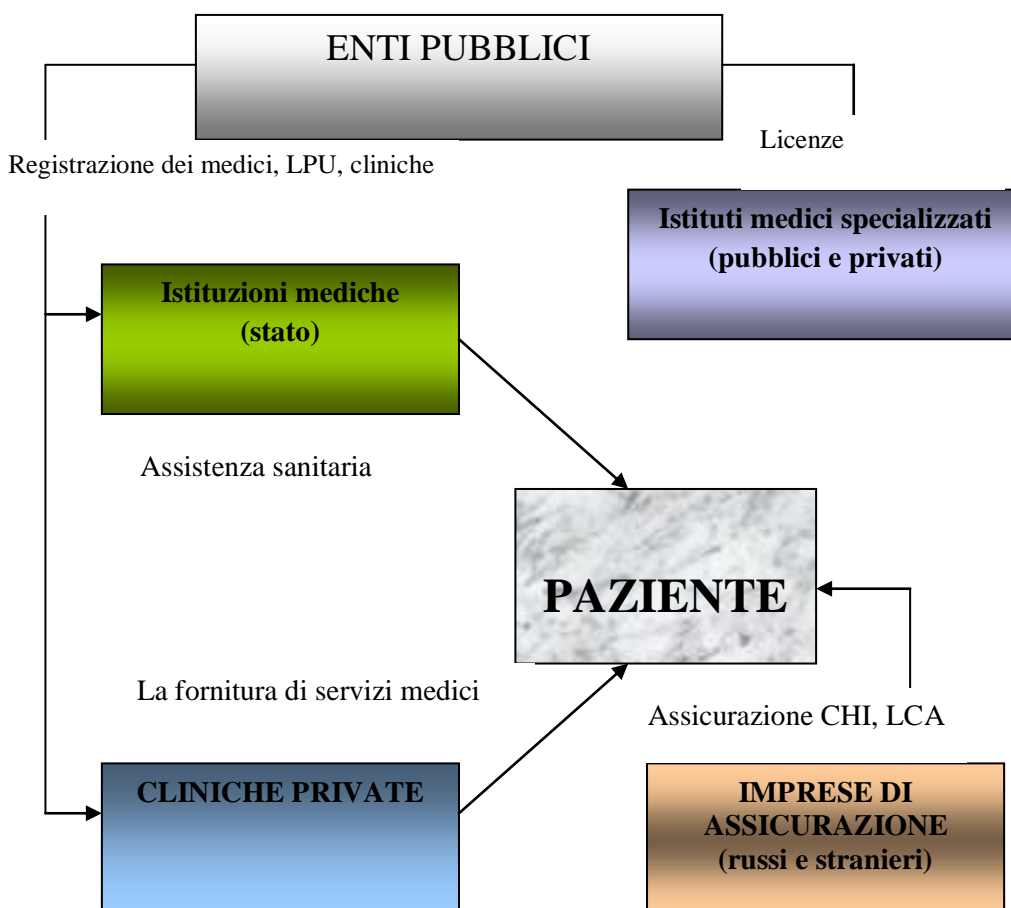 ENTI PUBBLICI
Licenze
Registrazione dei medici, LPU, cliniche
Istituti medici specializzati
(pubblici e privati)
Istituzioni mediche
(stato)
Assistenza sanitaria
PAZIENTE
La fornitura di servizi medici
Assicurazione CHI, LCA
CLINICHE PRIVATE
IMPRESE DI
ASSICURAZIONE
(russi e stranieri)